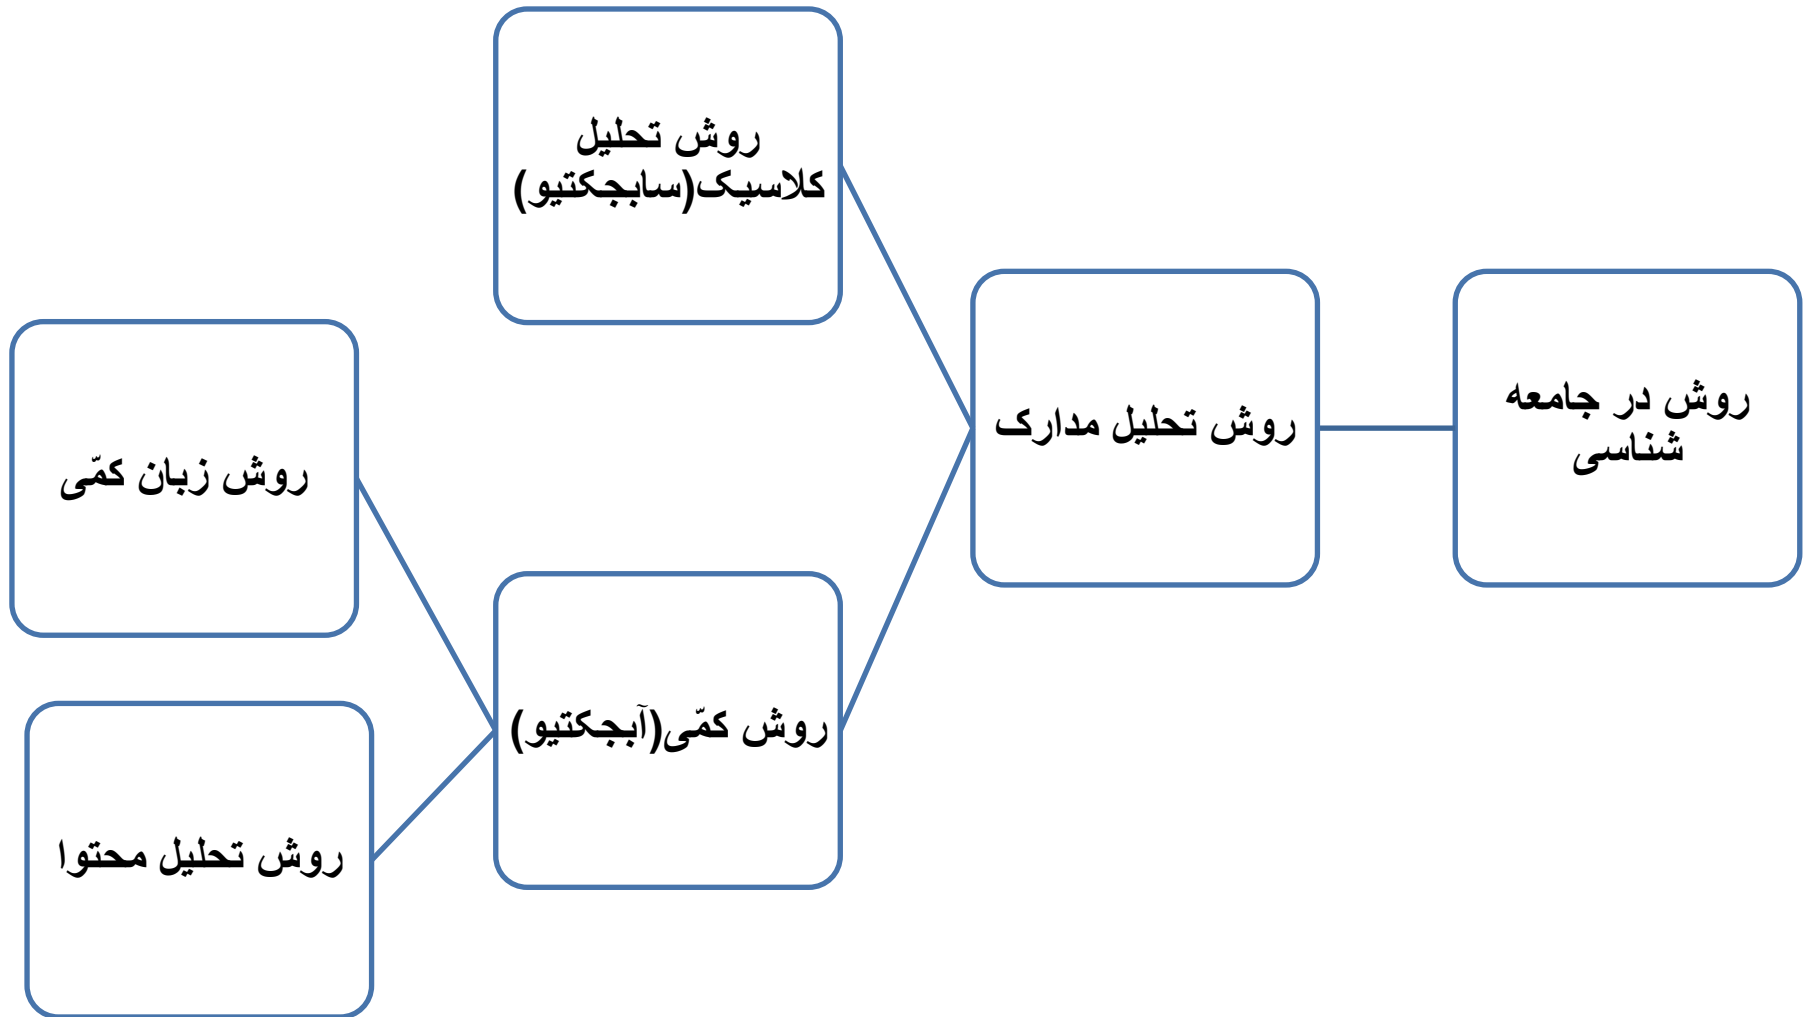 روش در جامعه
شناسی
روش تحلیل مدارک
روش تحلیل
کلاسیک(سابجکتیو)
روش کمّی(آبجکتیو)
روش زبان کمّی
روش تحلیل محتوا